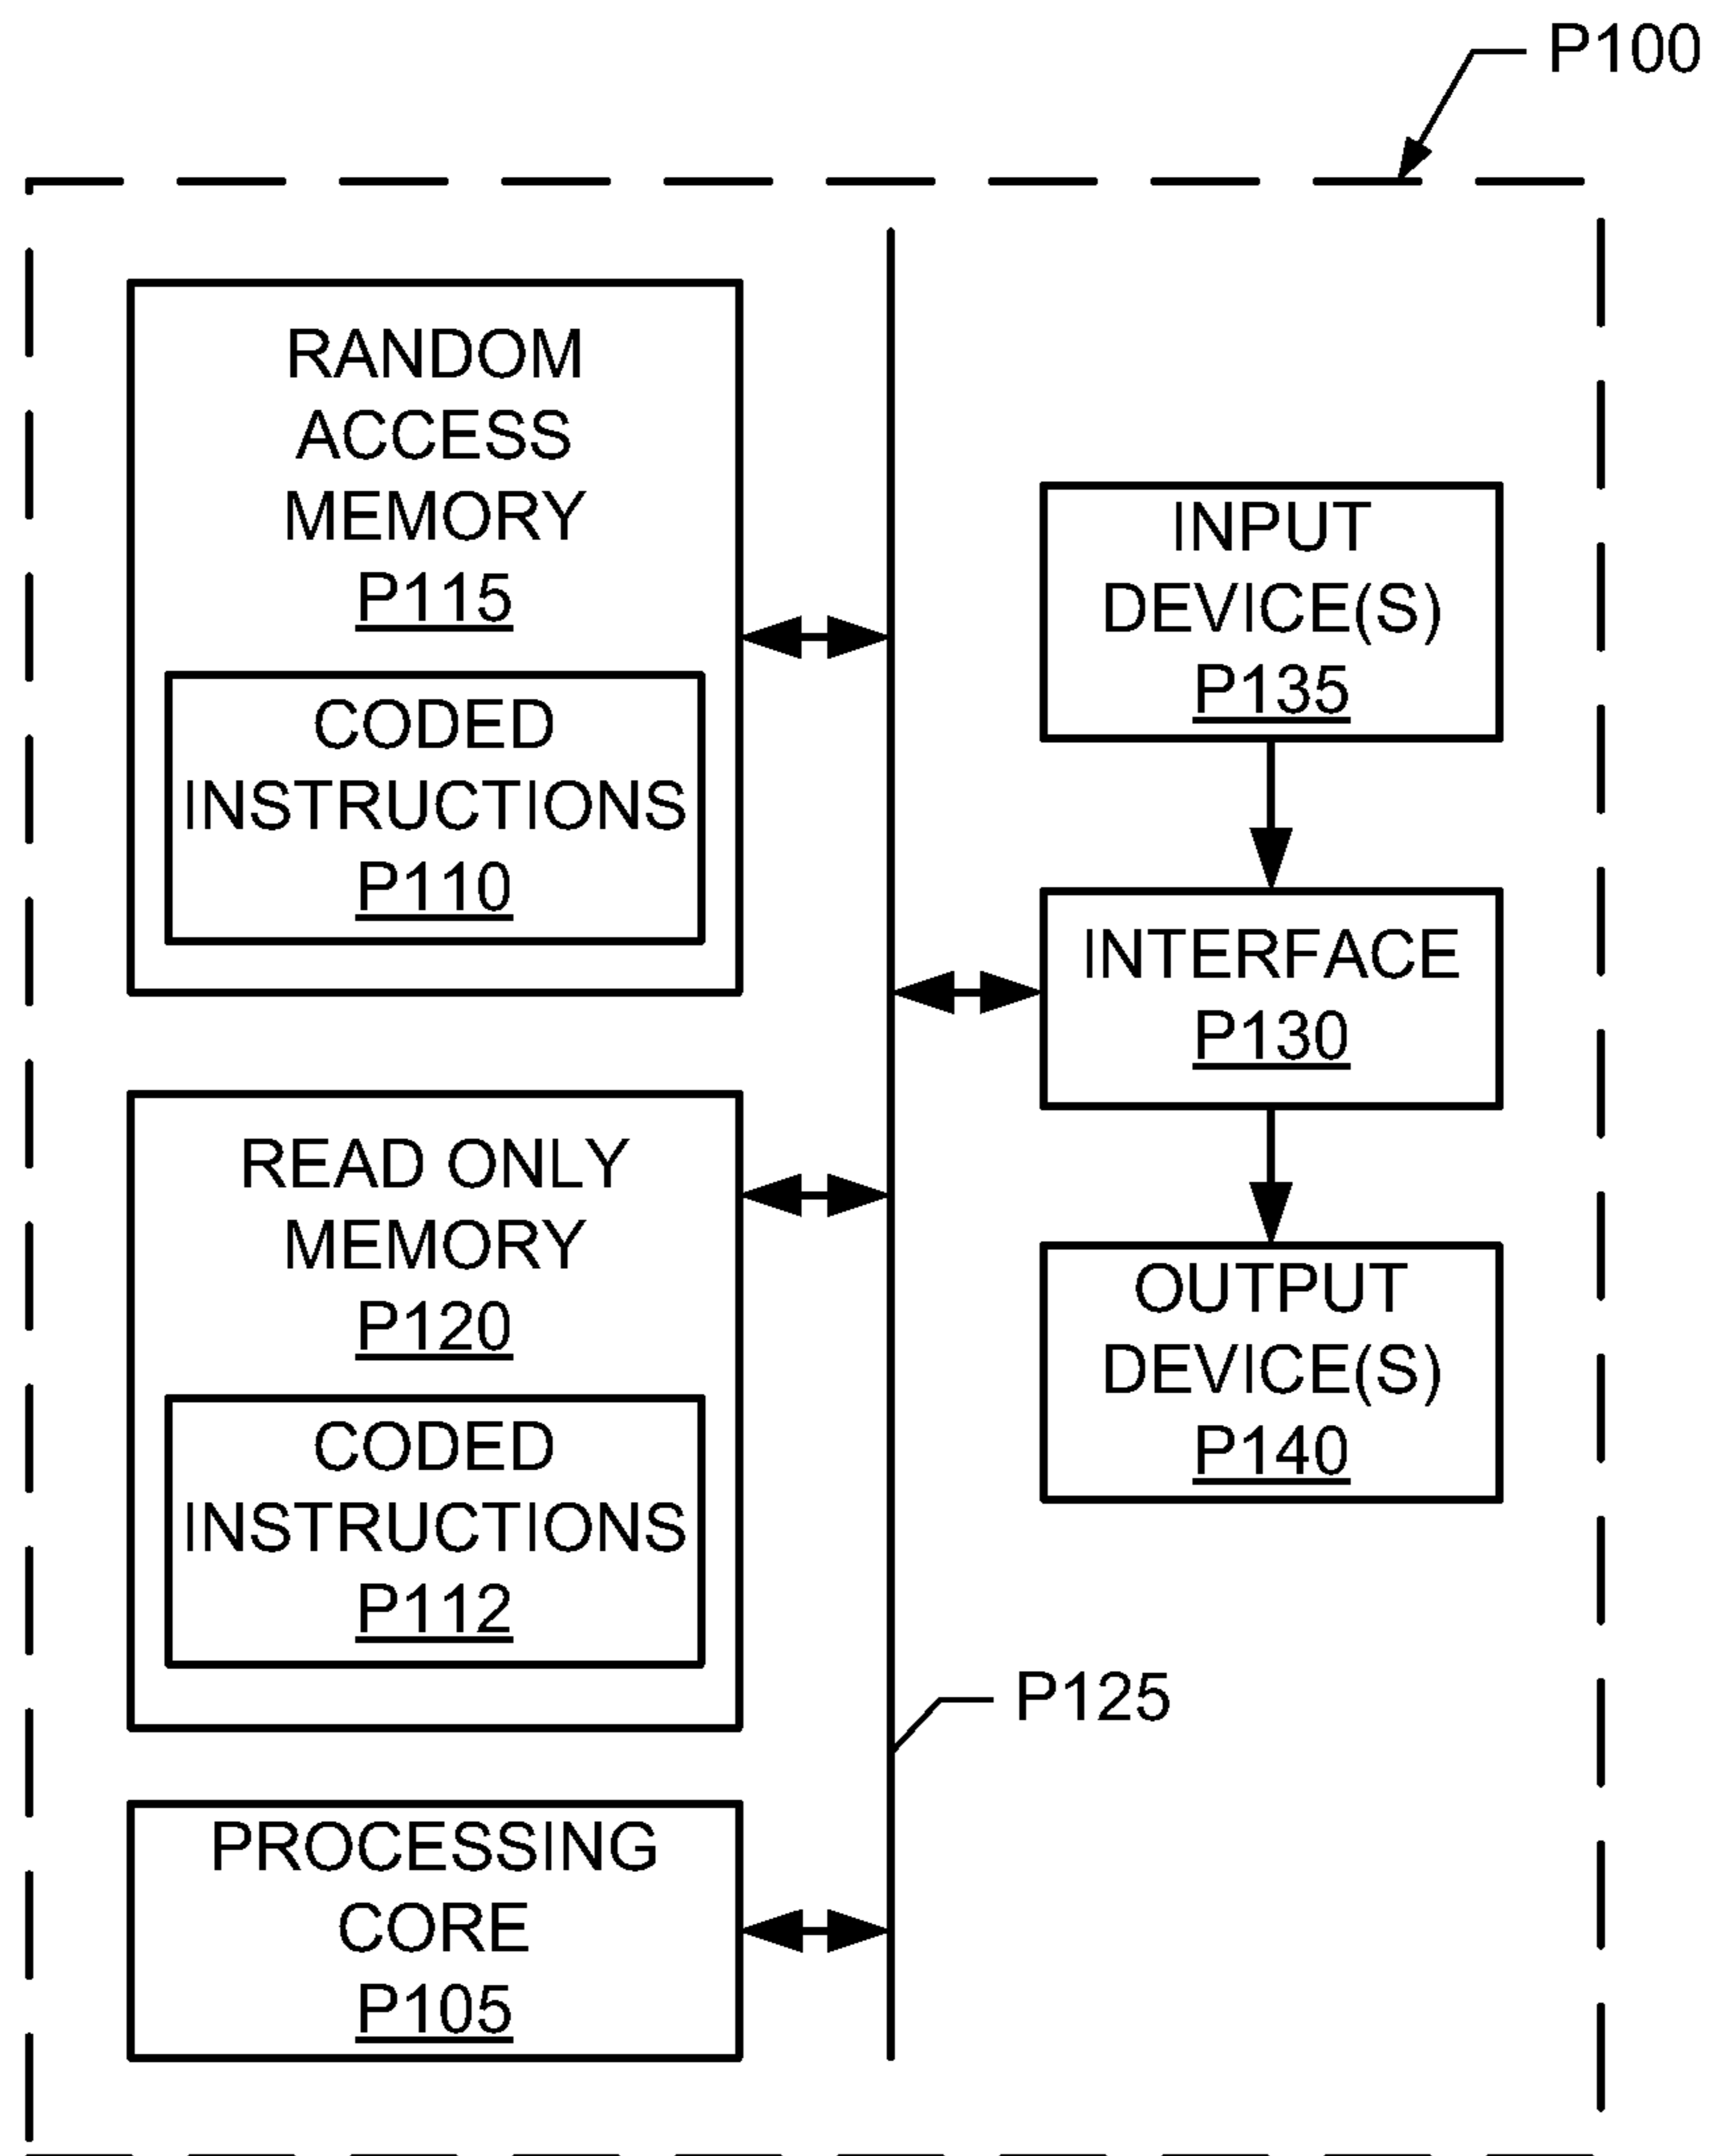 P100
RANDOM
ACCESS
MEMORY
P115
CODED
INSTRUCTIONS
P110
READ ONLY
MEMORY
P120
CODED
INSTRUCTIONS
P112
PROCESSING
CORE
P105
INPUT
DEVICE(S)
P135
INTERFACE
P130
OUTPUT
DEVICE(S)
P140
P125